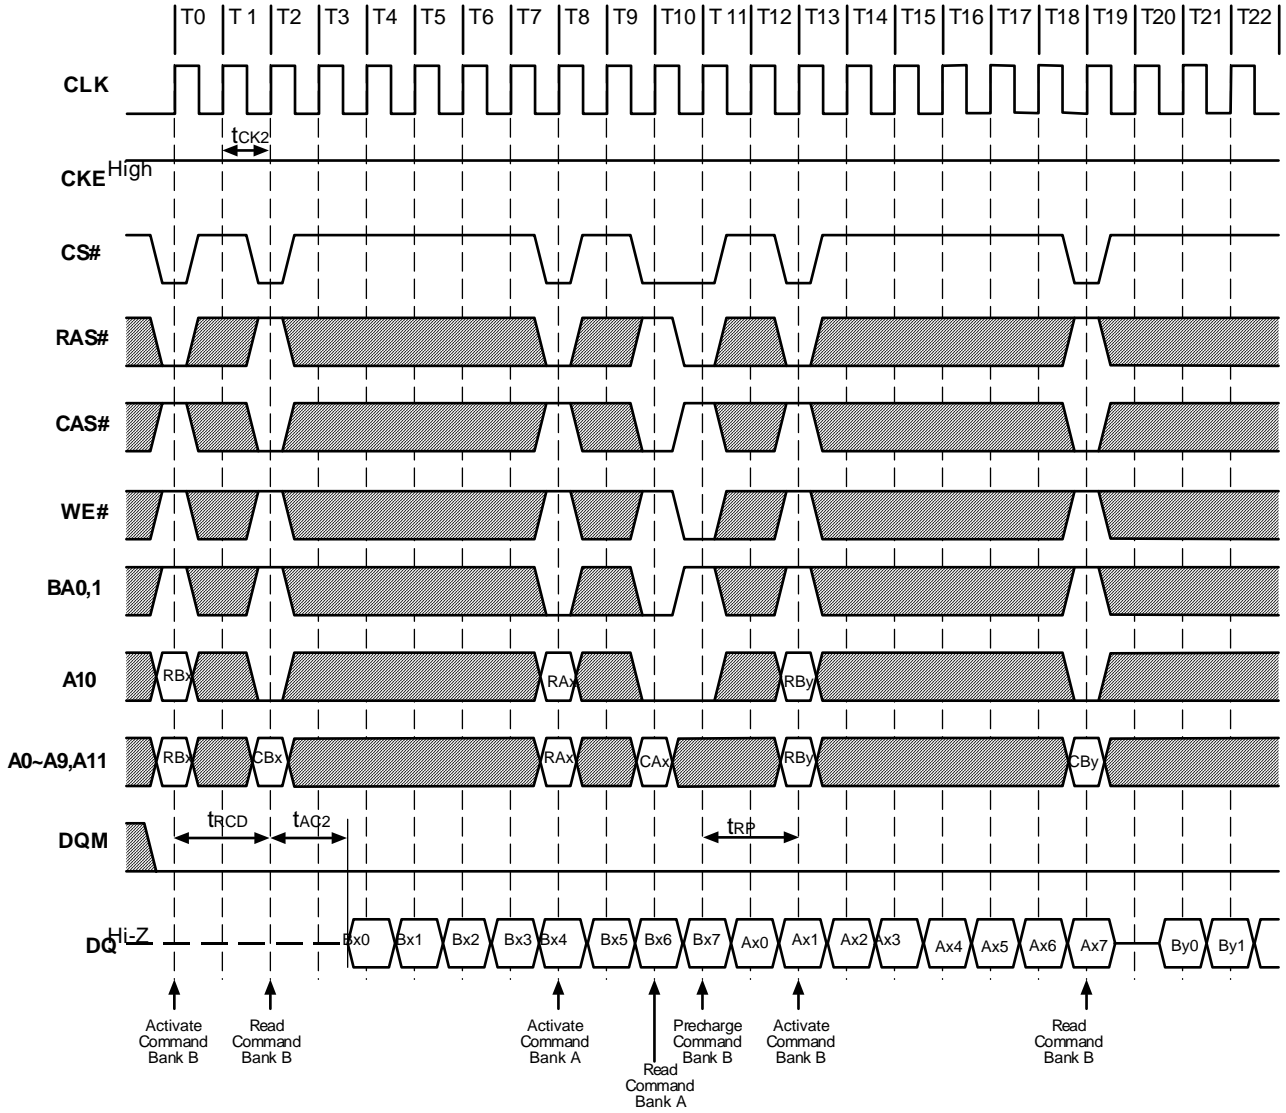 T0 T 1 T2 T3 T4 T5 T6 T7 T8 T9 T10 T 11 T12 T13 T14 T15 T16 T17 T18 T19 T20 T21 T22
CLK
tCK2
CKE High
CS#
RAS#
CAS#
WE#
BA0,1
A10 RBx RAx RBy
A0~A9,A11 RBx CBx RAx CAx RBy CBy
tRCD tAC2 tRP
DQM
DQ Hi-Z Bx0 Bx1 Bx2 Bx3 Bx4 Bx5 Bx6 Bx7 Ax0 Ax1 Ax2 Ax3 Ax4 Ax5 Ax6 Ax7 By0 By1
Activate
Command
Bank B
Read
Command
Bank B
Activate
Command
Bank A
Read
Command
Bank A
Precharge
Command
Bank B
Activate
Command
Bank B
Read
Command
Bank B